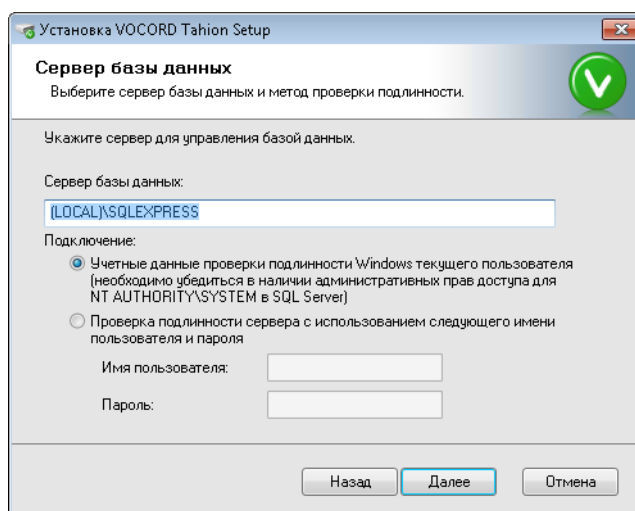 Установка VOCORD Tahion Setup
Сервер базы данных
Выберите сервер базы данных и метод проверки подлинности.
V
Укажите сервер для управления базой данных.
Сервер базы данных:
(LOCAL)\SQLEXPRESS
Подключение:
Учетные данные проверки подлинности Windows текущего пользователя
(необходимо убедиться в наличии административных прав доступа для
NT AUTHORITY\SYSTEM в SQL Server)
Проверка подлинности сервера с использованием следующего имени
пользователя и пароля
Имя пользователя:
Пароль:
Назад Далее Отмена